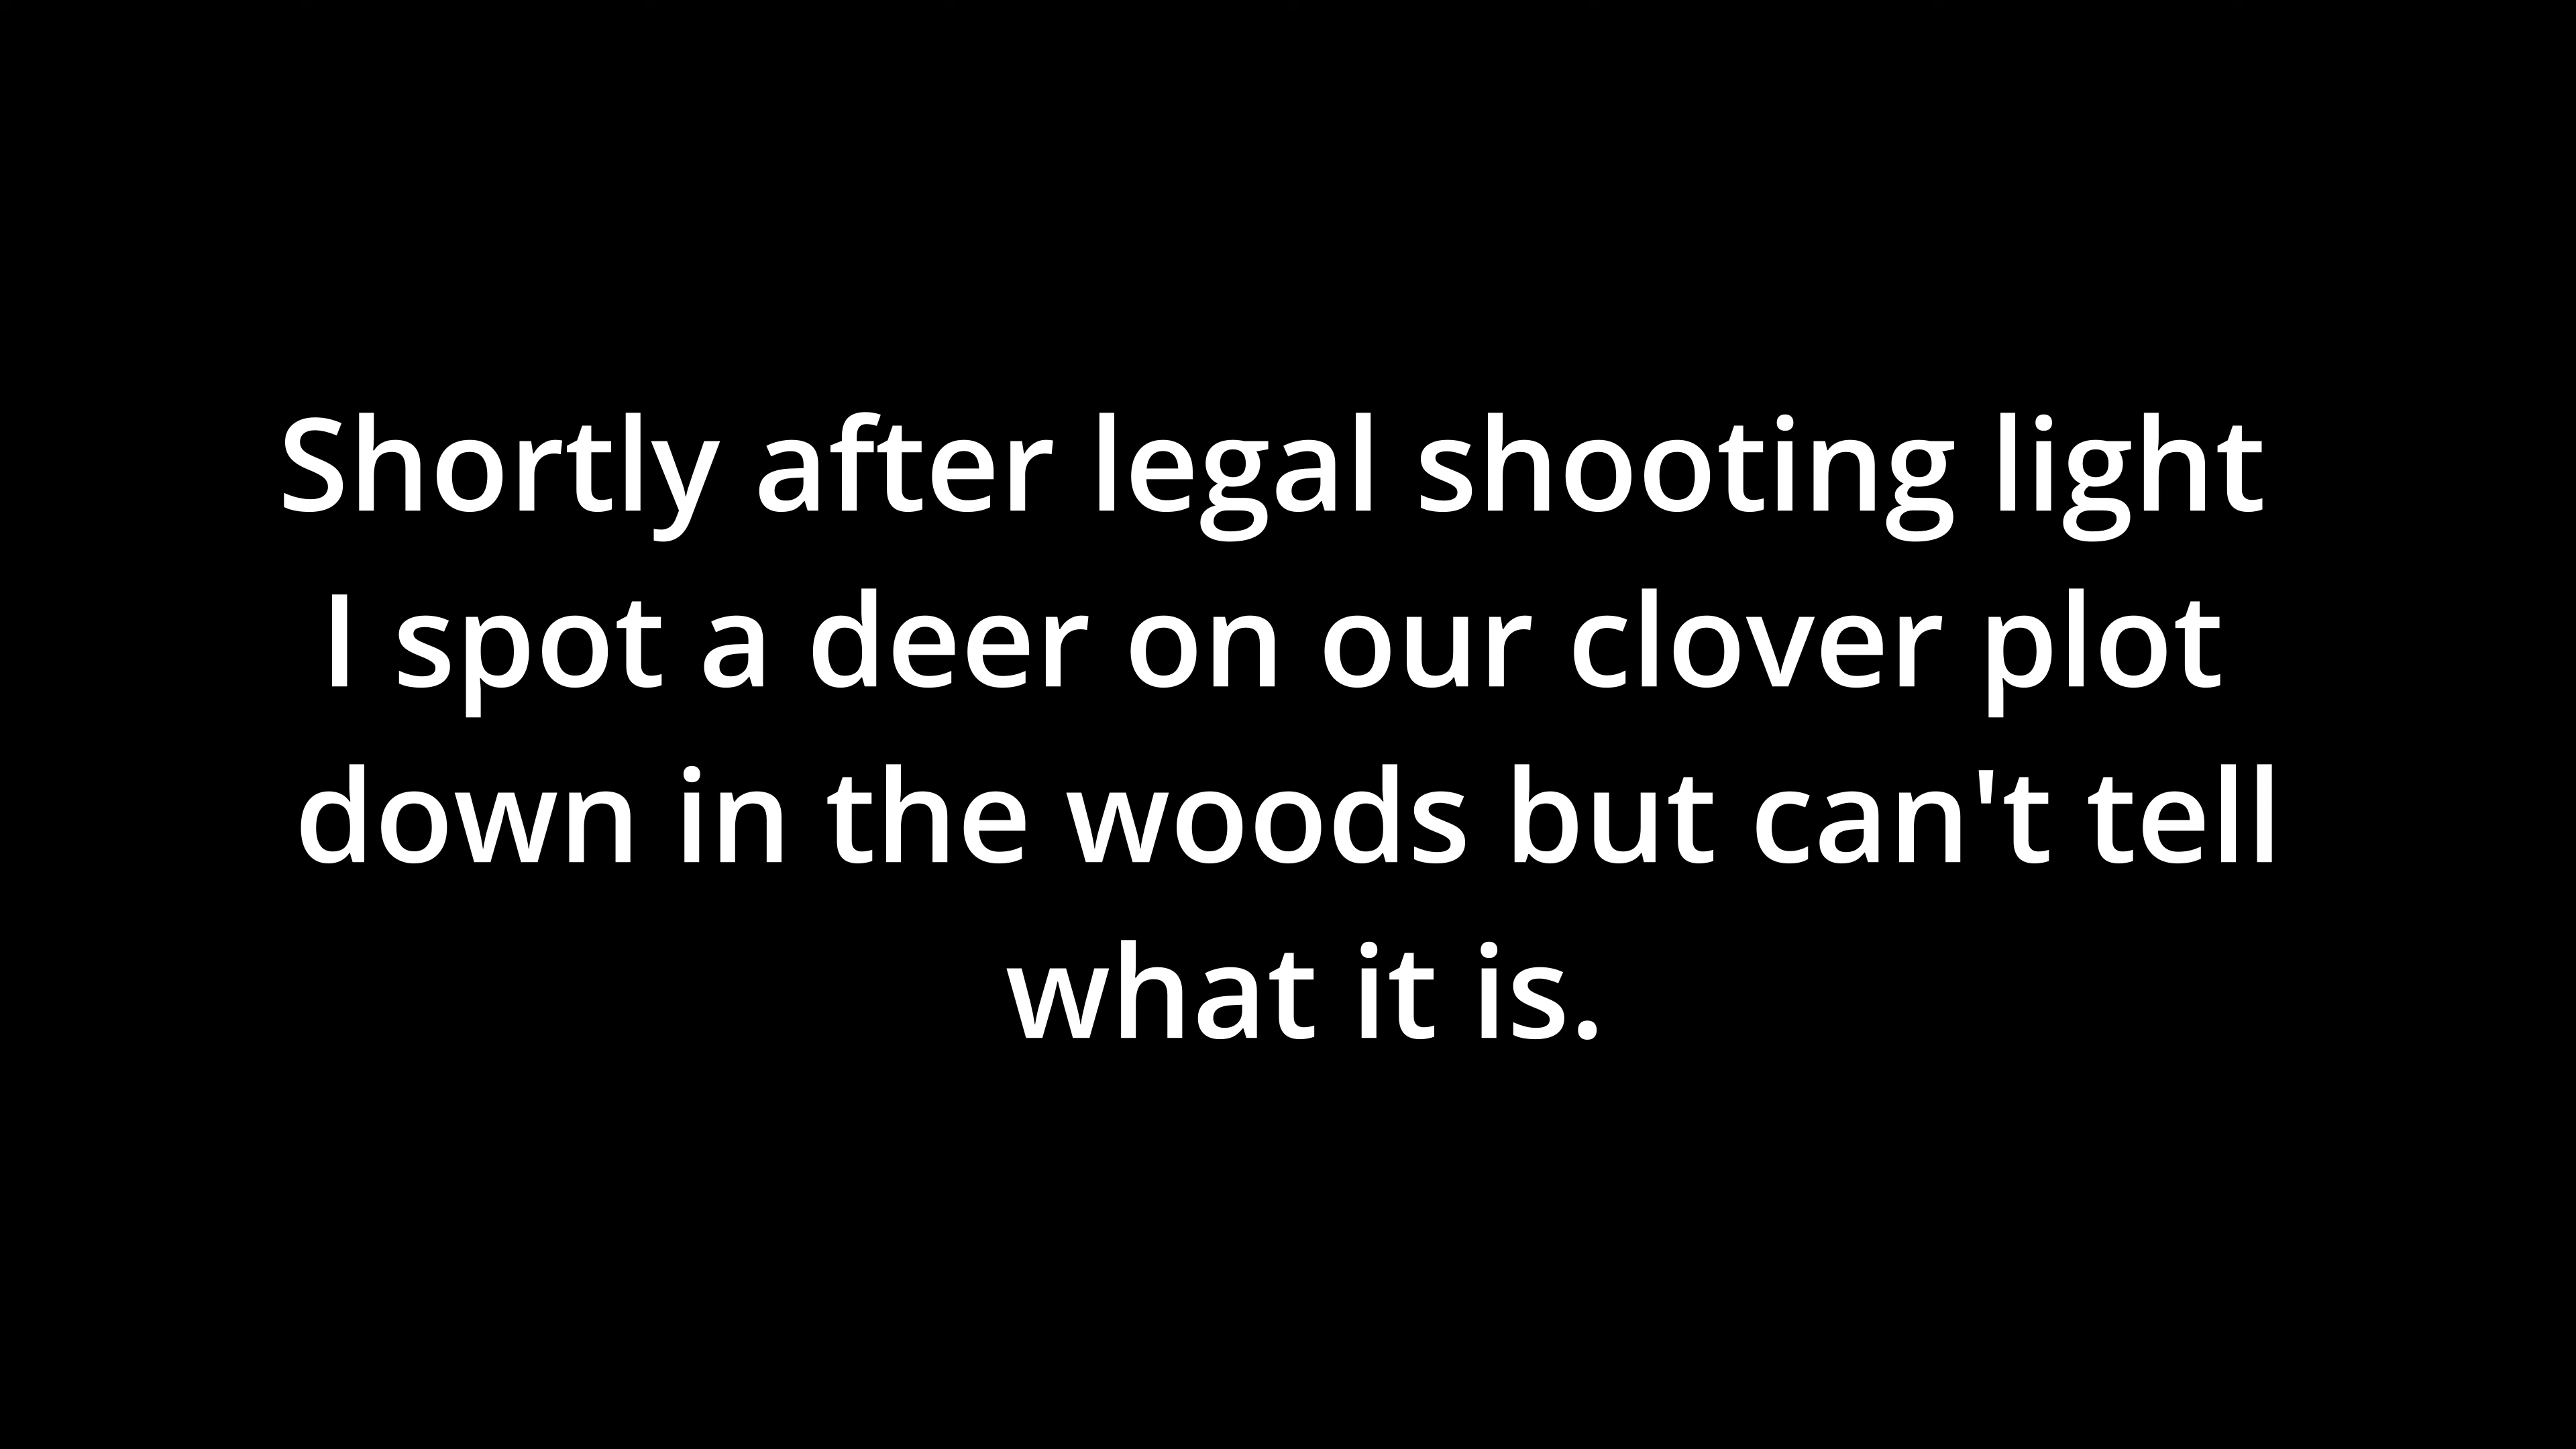 Shortly after legal shooting light
I spot a deer on our clover plot
down in the woods but can't tell
what it is.